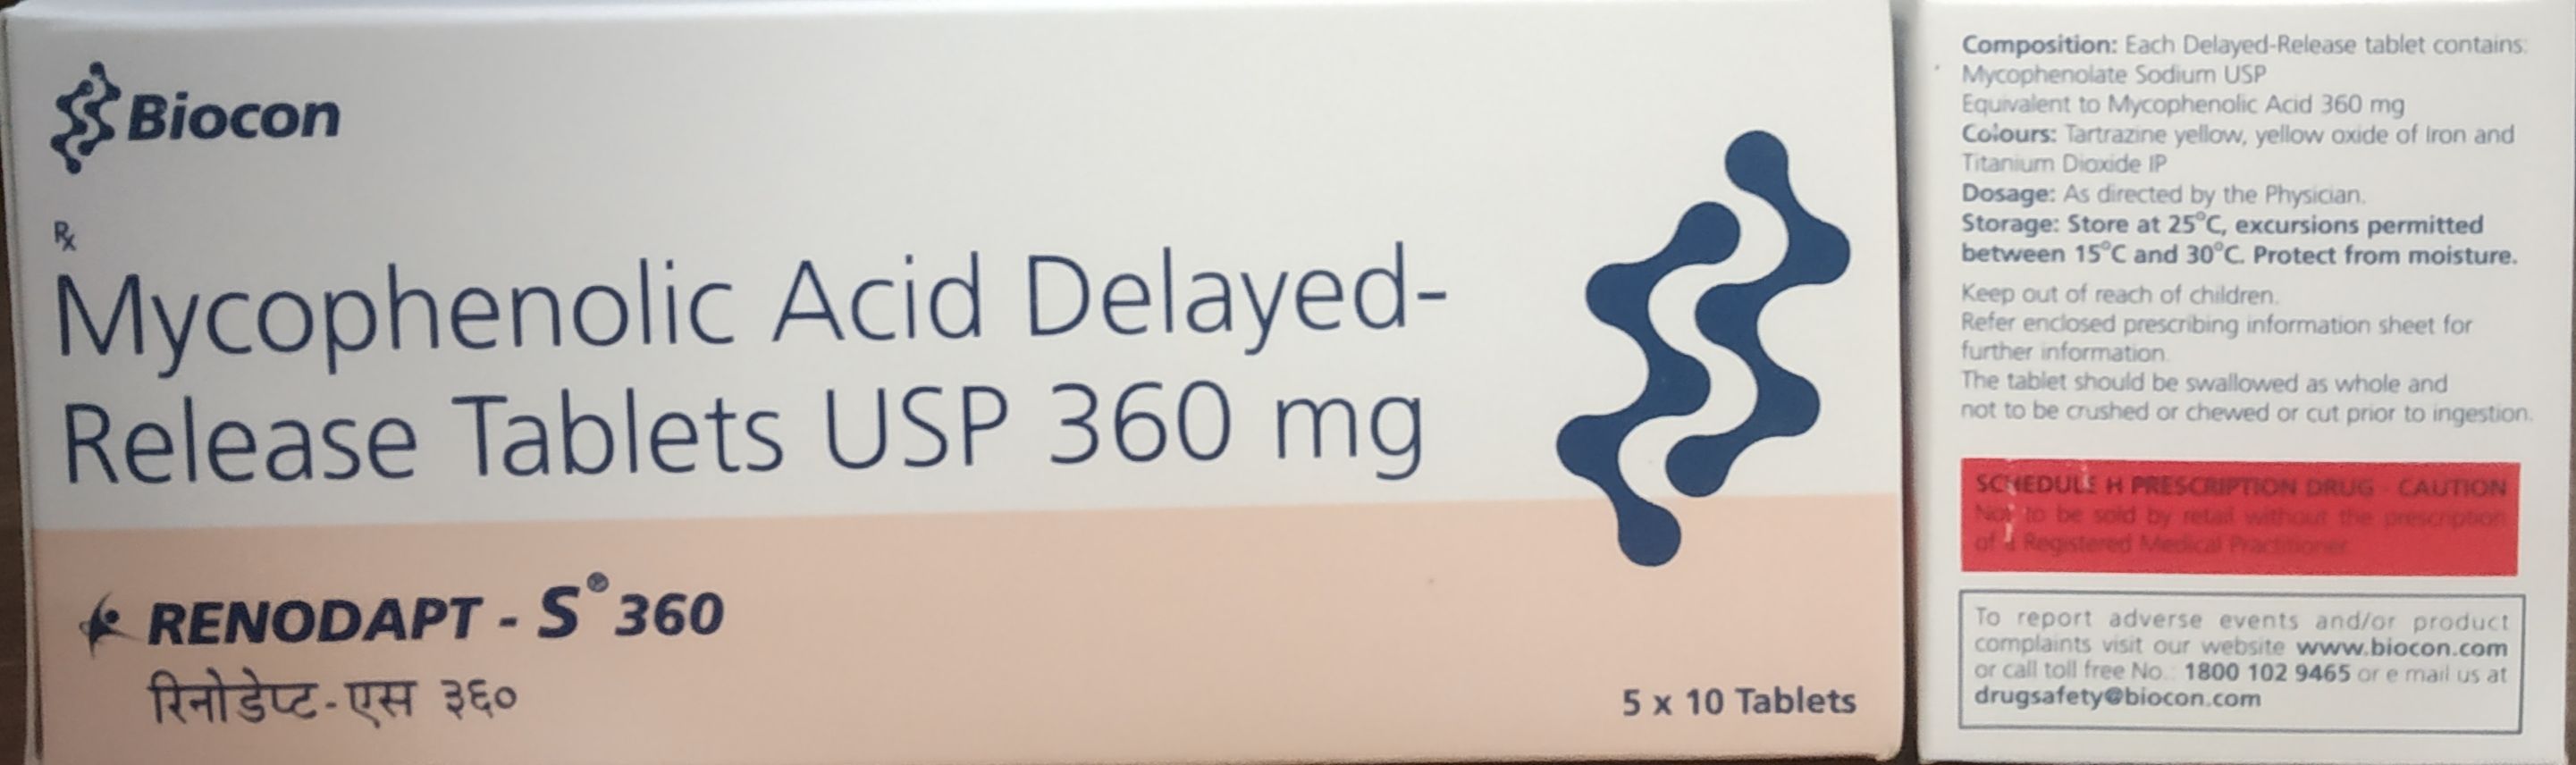 Biocon
Rx
Mycophenolic Acid Delayed-
Release Tablets USP 360 mg
RENODAPT - S® 360
रिनोडेप्ट-एस ३६०
5 x 10 Tablets
Composition: Each Delayed-Release tablet contains:
Mycophenolate Sodium USP
Equivalent to Mycophenolic Acid 360 mg
Colours: Tartrazine yellow, yellow oxide of Iron and
Titanium Dioxide IP
Dosage: As directed by the Physician.
Storage: Store at 25°C, excursions permitted
between 15°C and 30°C. Protect from moisture.
Keep out of reach of children.
Refer enclosed prescribing information sheet for
further information.
The tablet should be swallowed as whole and
not to be crushed or chewed or cut prior to ingestion.
SCHEDULE H PRESCRIPTION DRUG - CAUTION
Not to be sold by retail without the prescription
of a Registered Medical Practitioner
To report adverse events and/or product
complaints visit our website www.biocon.com
or call toll free No.: 1800 102 9465 or e mail us at
drugsafety@biocon.com